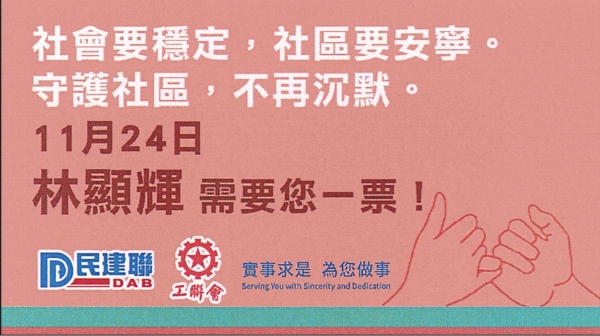 社會要穩定，社區要安寧。
守護社區，不再沉默。
11月24日
林顯輝 需要您一票！
民建聯
DAB
工聯會
實事求是 為您做事
Serving You with Sincerity and Dedication